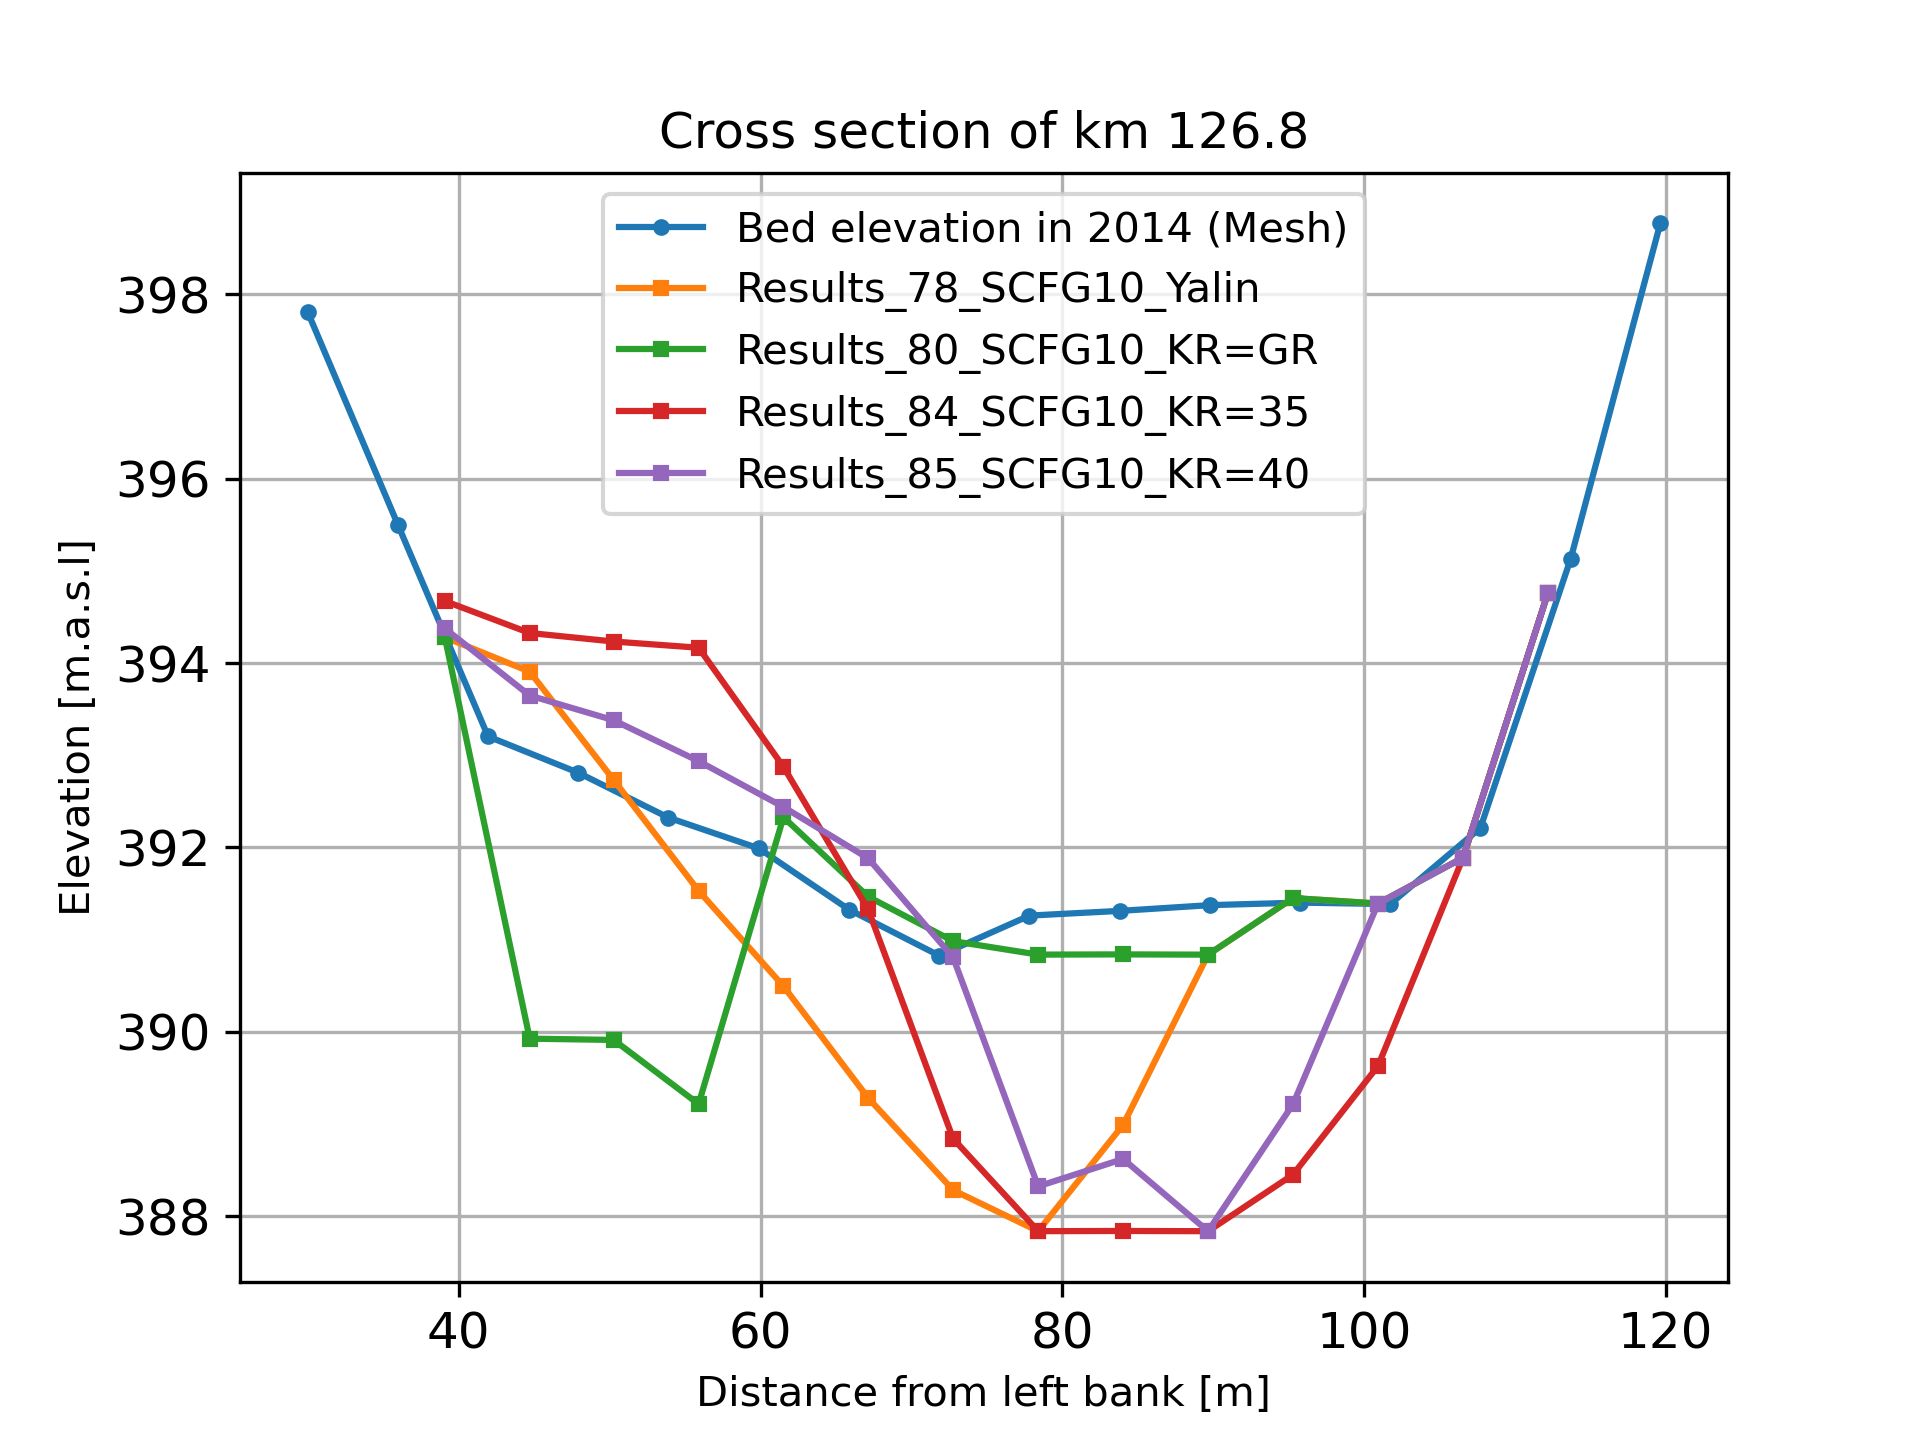 Cross section of km 126.8
Bed elevation in 2014 (Mesh)
Results_78_SCFG10_Yalin
Results_80_SCFG10_KR=GR
Results_84_SCFG10_KR=35
Results_85_SCFG10_KR=40
398
396
394
392
390
388
Elevation [m.a.s.l]
40 60 80 100 120
Distance from left bank [m]